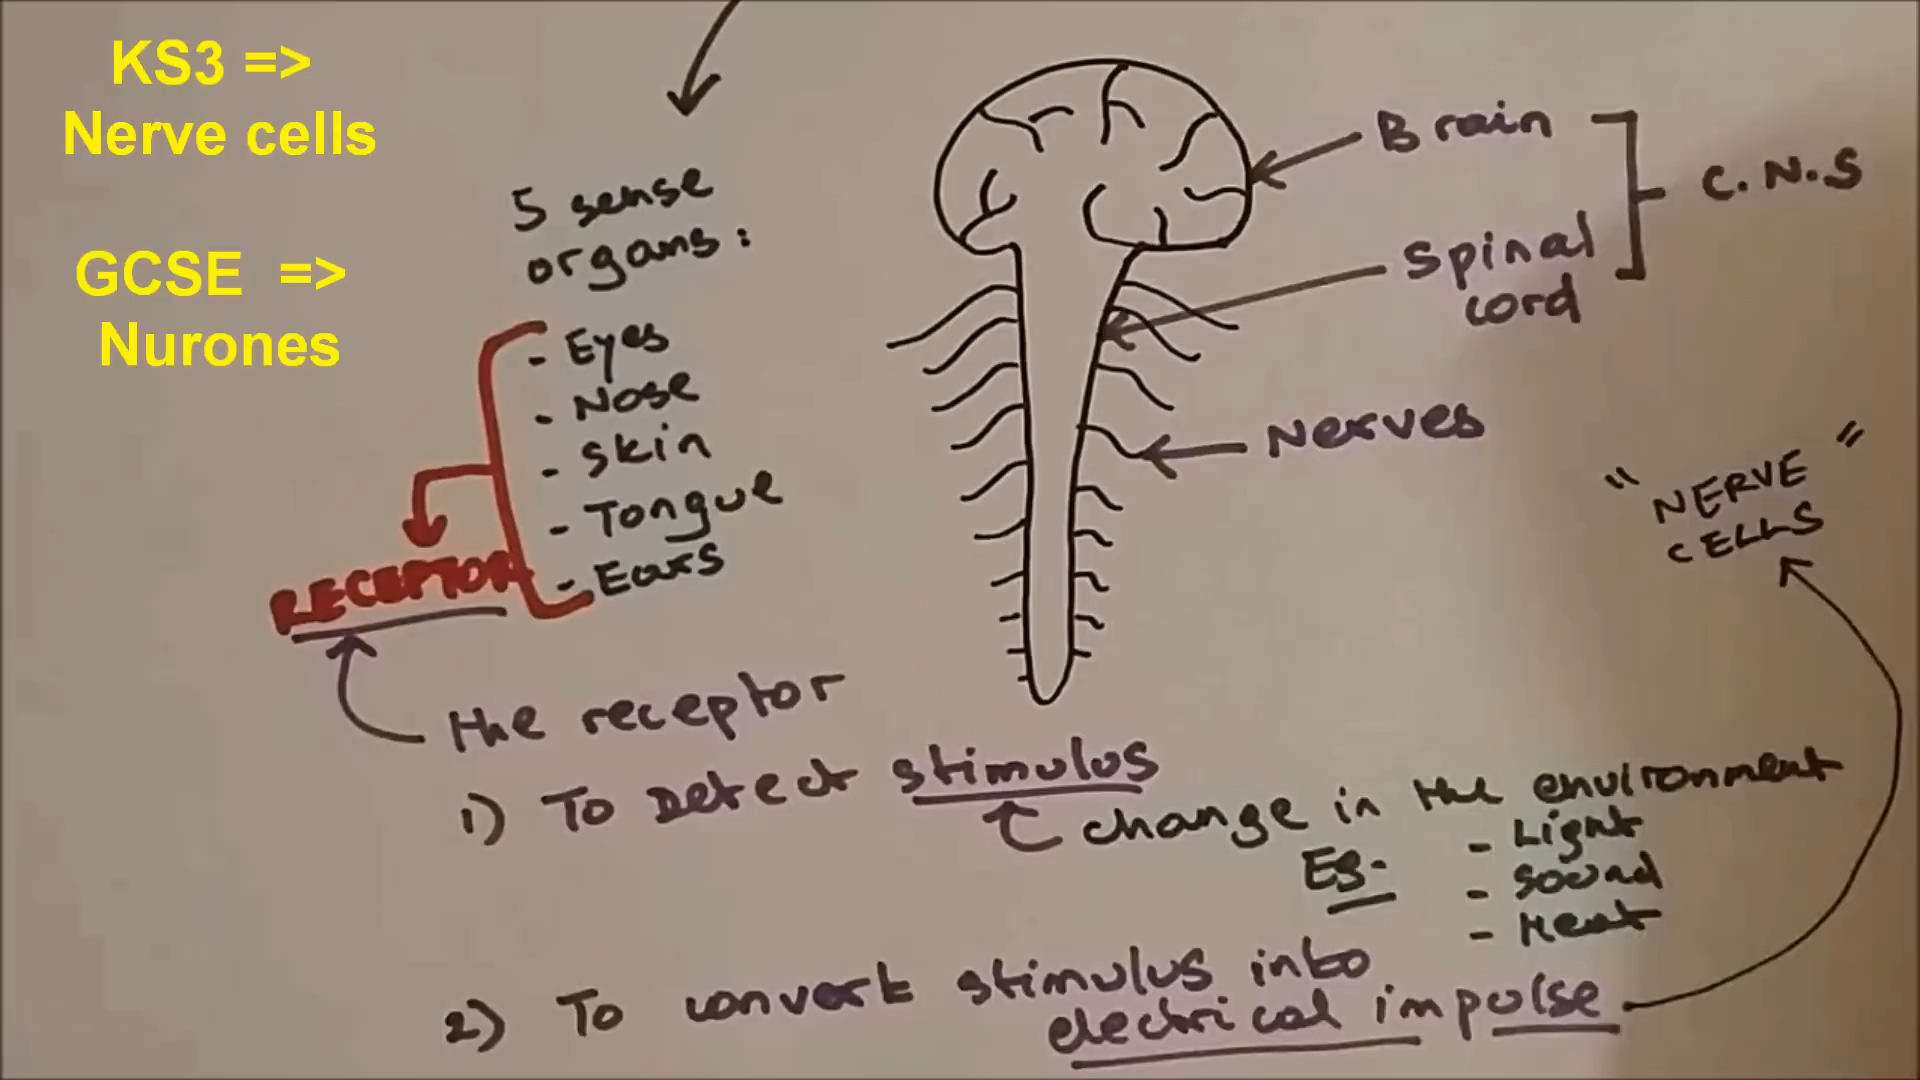 KS3 =>
Nerve cells
GCSE =>
Nurones
5 sense
organs:
- Eyes
- Nose
- Skin
- Tongue
- Ears
RECEPTOR
Brain
Spinal
cord
C.N.S
Nerves
"NERVE
CELLS"
the receptor
1) To Detect stimulus
change in the environment
Eg.
- Light
- Sound
- Heat
2) To convert stimulus into
electrical impulse